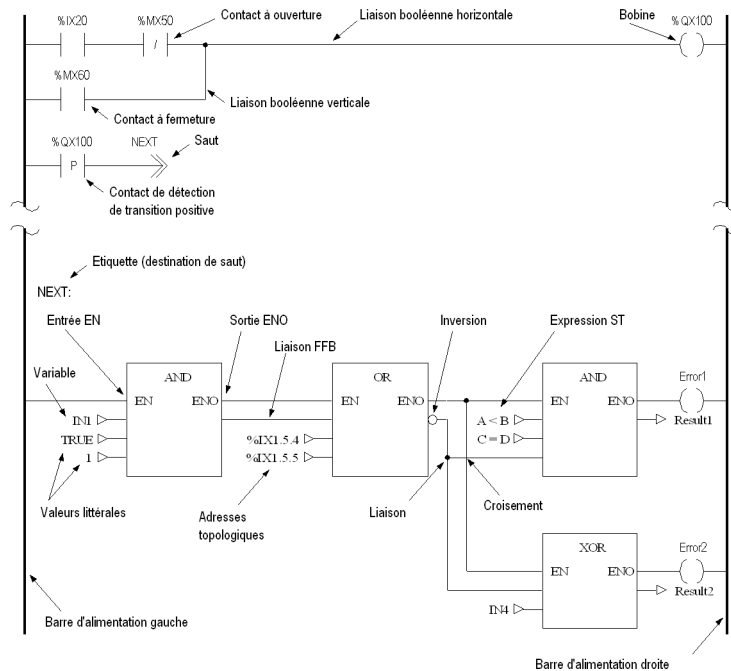 %IX20
%MX50
Contact à ouverture
Liaison booléenne horizontale
Bobine
%QX100
/
%MX60
Liaison booléenne verticale
Contact à fermeture
%QX100
NEXT
Saut
P
Contact de détection
de transition positive
Etiquette (destination de saut)
NEXT:
Entrée EN
Sortie ENO
Inversion
Expression ST
Liaison FFB
Variable
AND
OR
AND
Error1
EN ENO
EN ENO
EN ENO
IN1
A < B
Result1
TRUE
%IX1.5.4
C = D
1
%IX1.5.5
Valeurs littérales
Adresses
topologiques
Liaison
Croisement
XOR
Error2
EN ENO
Result2
IN4
Barre d'alimentation gauche
Barre d'alimentation droite